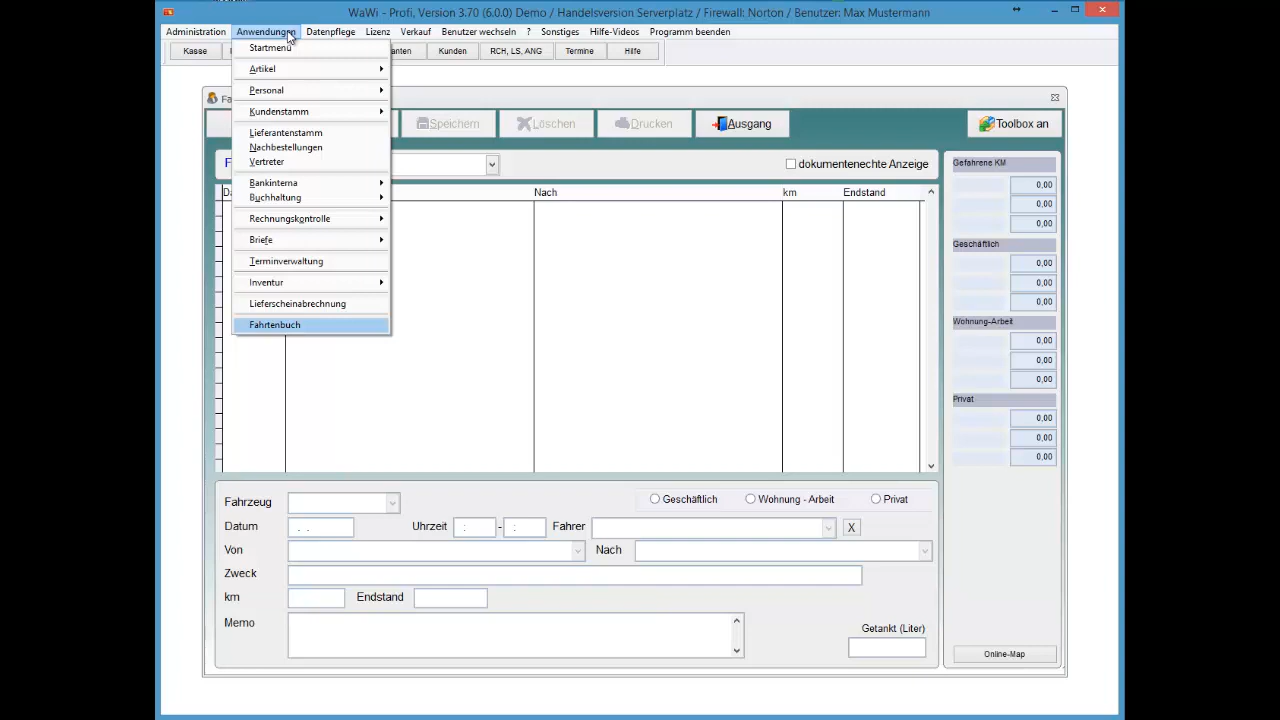 WaWi - Profi, Version 3.70 (6.0.0) Demo / Handelsversion Serverplatz / Firewall: Norton / Benutzer: Max Mustermann
Administration Anwendungen Datenpflege Lizenz Verkauf Benutzer wechseln ? Sonstiges Hilfe-Videos Programm beenden
Kasse Kunden RCH, LS, ANG Termine Hilfe
Startmenü
Artikel
Personal
Kundenstamm
Lieferantenstamm
Nachbestellungen
Vertreter
Bankinterna
Buchhaltung
Rechnungskontrolle
Briefe
Terminverwaltung
Inventur
Lieferscheinabrechnung
Fahrtenbuch
Speichern Löschen Drucken Ausgang Toolbox an
dokumentenechte Anzeige
Nach km Endstand
Gefahrene KM
0,00
0,00
0,00
Geschäftlich
0,00
0,00
0,00
Wohnung-Arbeit
0,00
0,00
0,00
Privat
0,00
0,00
0,00
Online-Map
Fahrzeug Geschäftlich Wohnung - Arbeit Privat
Datum . . Uhrzeit : - : Fahrer X
Von Nach
Zweck
km Endstand
Memo Getankt (Liter)